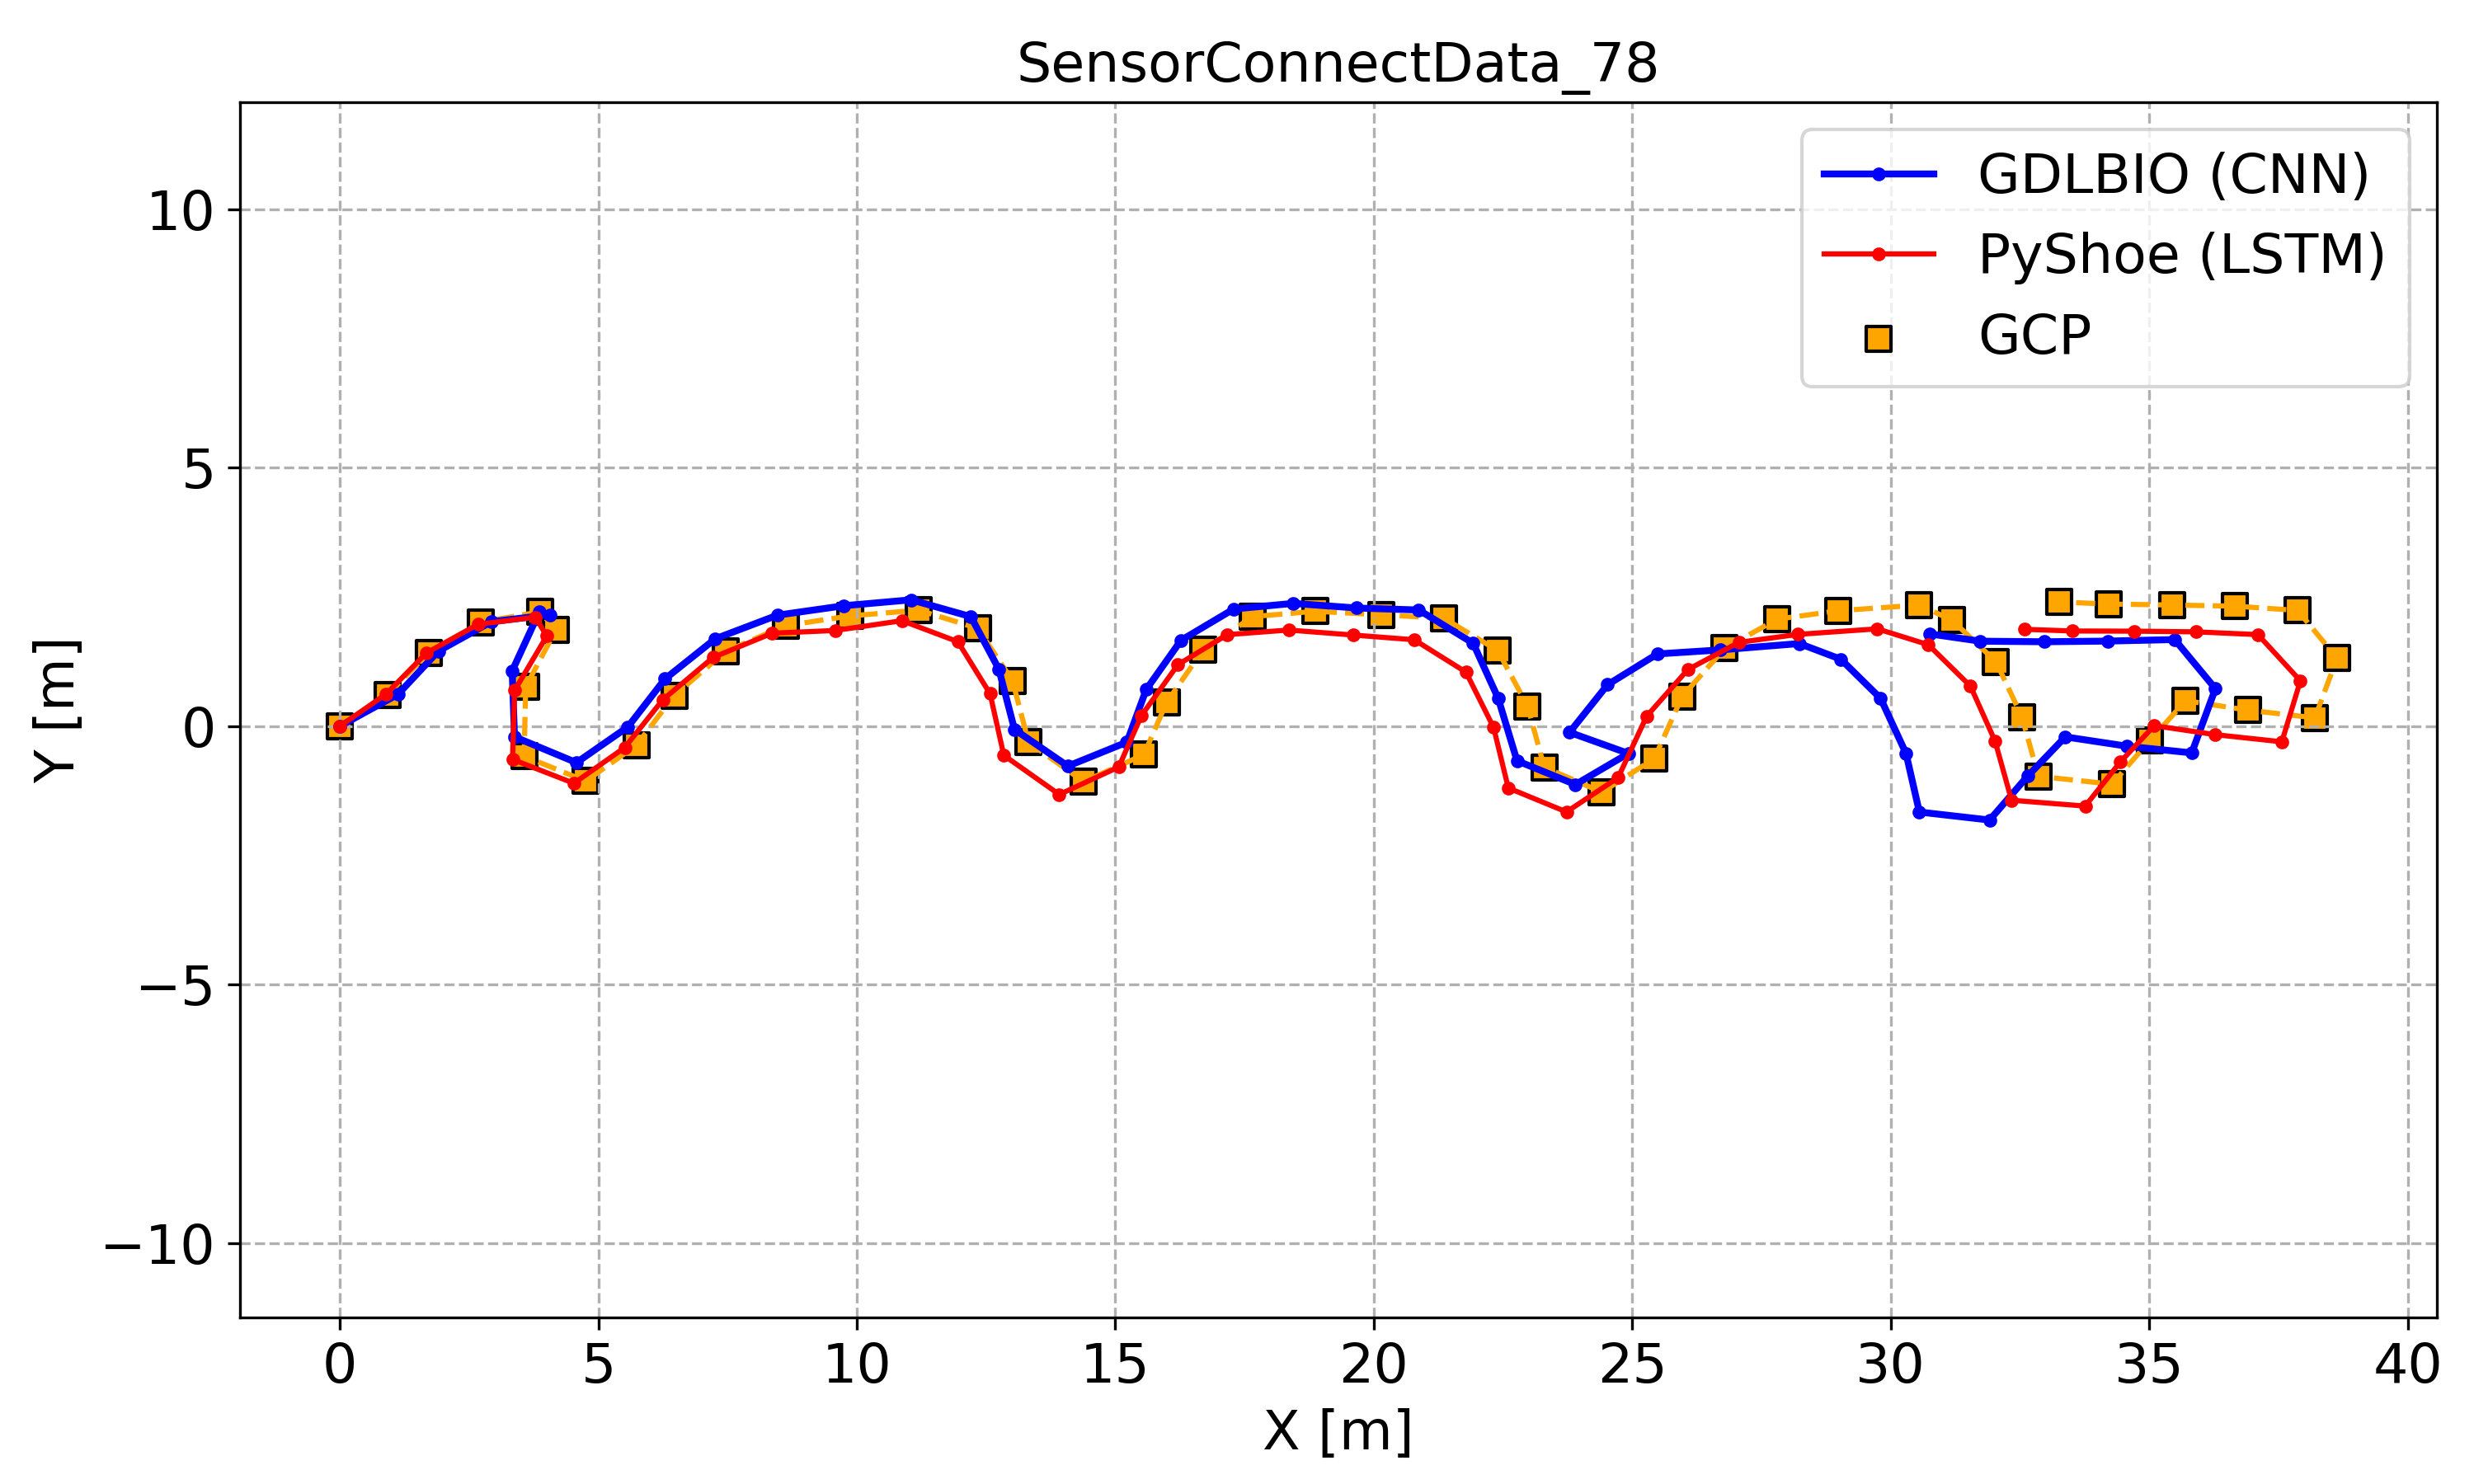 SensorConnectData_78
GDLBIO (CNN)
PyShoe (LSTM)
GCP
10
5
0
−5
−10
Y [m]
0 5 10 15 20 25 30 35 40
X [m]